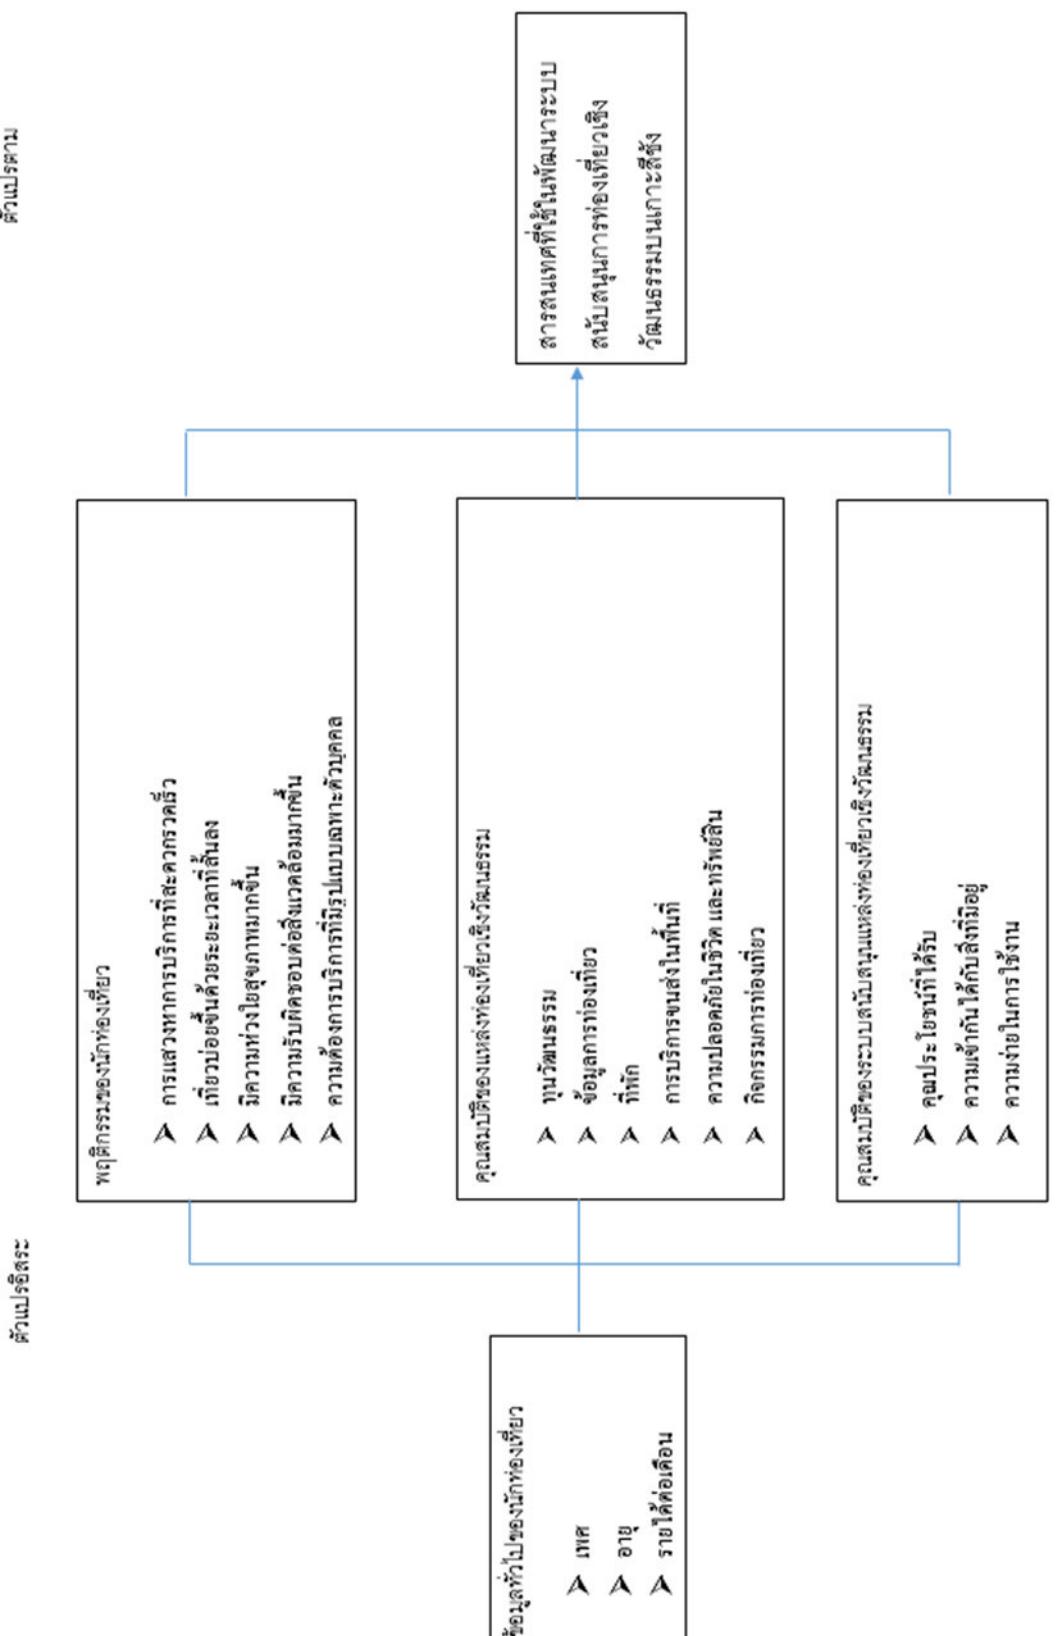 ตัวแปรอิสระ
ตัวแปรตาม
ข้อมูลทั่วไปของนักท่องเที่ยว
เพศ
อายุ
รายได้ต่อเดือน
พฤติกรรมของนักท่องเที่ยว
การแสวงหาการบริการที่สะดวกรวดเร็ว
เที่ยวบ่อยขึ้นด้วยระยะเวลาที่สั้นลง
มีความห่วงใยสุขภาพมากขึ้น
มีความรับผิดชอบต่อสิ่งแวดล้อมมากขึ้น
ความต้องการบริการที่มีรูปแบบเฉพาะตัวบุคคล
คุณสมบัติของแหล่งท่องเที่ยวเชิงวัฒนธรรม
ทุนวัฒนธรรม
ข้อมูลการท่องเที่ยว
ที่พัก
การบริการขนส่งในพื้นที่
ความปลอดภัยในชีวิต และทรัพย์สิน
กิจกรรมการท่องเที่ยว
คุณสมบัติของระบบสนับสนุนแหล่งท่องเที่ยวเชิงวัฒนธรรม
คุณประโยชน์ที่ได้รับ
ความเข้ากันได้กับสิ่งที่มีอยู่
ความง่ายในการใช้งาน
สารสนเทศที่ใช้ในพัฒนาระบบ
สนับสนุนการท่องเที่ยวเชิง
วัฒนธรรมบนเกาะสีชัง